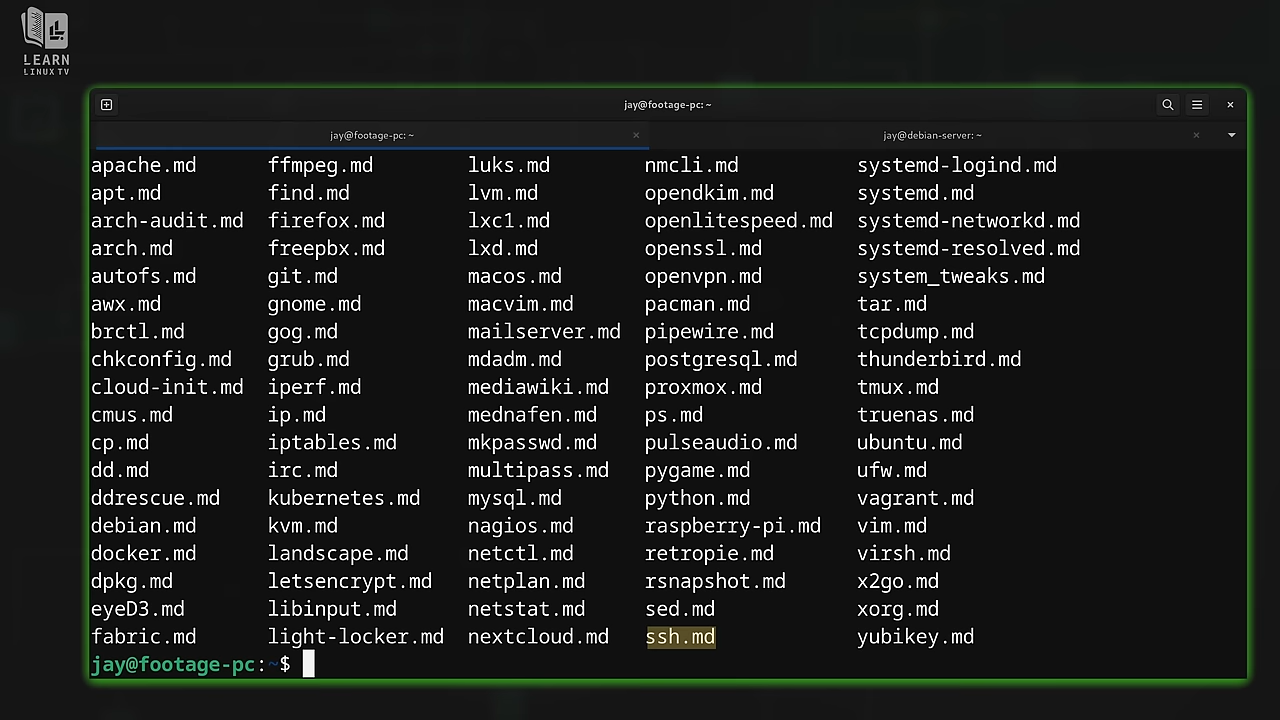 LEARN
LINUX TV
jay@footage-pc: ~
jay@footage-pc: ~ jay@debian-server: ~
apache.md ffmpeg.md luks.md nmcli.md systemd-logind.md
apt.md find.md lvm.md opendkim.md systemd.md
arch-audit.md firefox.md lxc1.md openlitespeed.md systemd-networkd.md
arch.md freepbx.md lxd.md openssl.md systemd-resolved.md
autofs.md git.md macos.md openvpn.md system_tweaks.md
awx.md gnome.md macvim.md pacman.md tar.md
brctl.md gog.md mailserver.md pipewire.md tcpdump.md
chkconfig.md grub.md mdadm.md postgresql.md thunderbird.md
cloud-init.md iperf.md mediawiki.md proxmox.md tmux.md
cmus.md ip.md mednafen.md ps.md truenas.md
cp.md iptables.md mkpasswd.md pulseaudio.md ubuntu.md
dd.md irc.md multipass.md pygame.md ufw.md
ddrescue.md kubernetes.md mysql.md python.md vagrant.md
debian.md kvm.md nagios.md raspberry-pi.md vim.md
docker.md landscape.md netctl.md retropie.md virsh.md
dpkg.md letsencrypt.md netplan.md rsnapshot.md x2go.md
eyeD3.md libinput.md netstat.md sed.md xorg.md
fabric.md light-locker.md nextcloud.md ssh.md yubikey.md
jay@footage-pc:~$